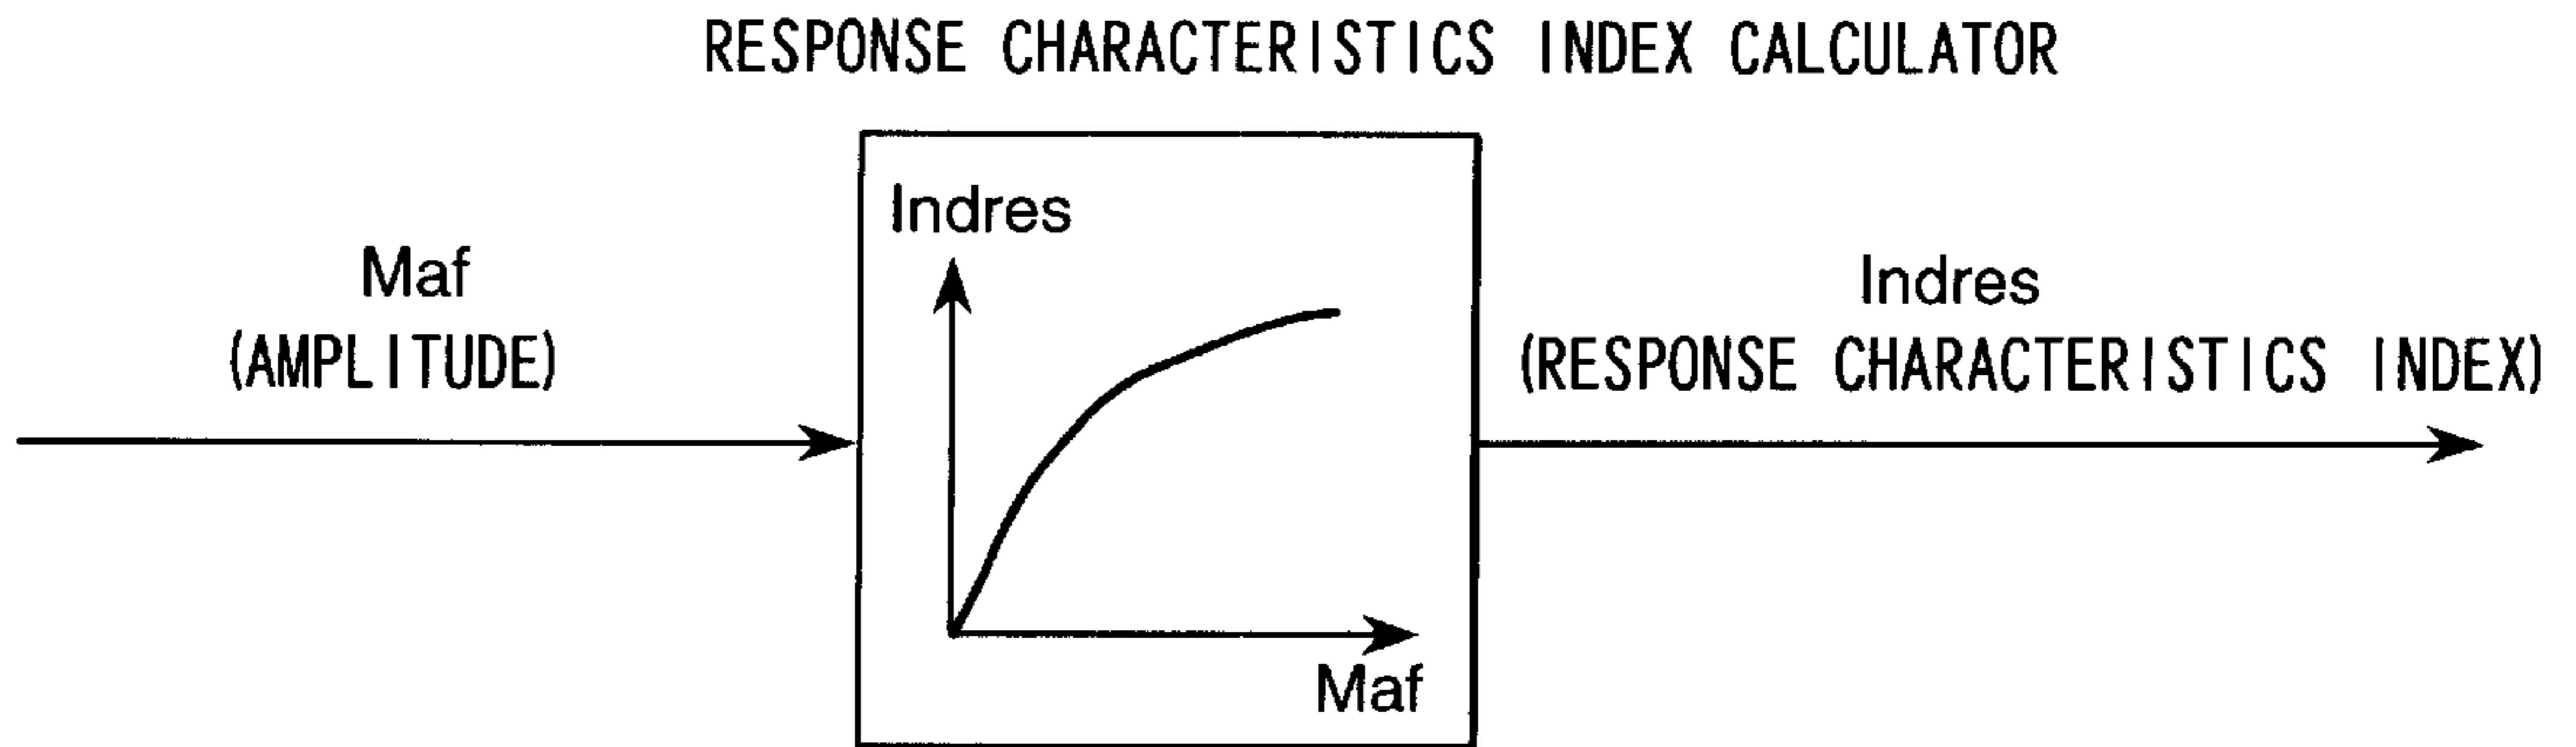 RESPONSE CHARACTERISTICS INDEX CALCULATOR
Maf
(AMPLITUDE)
Indres
Maf
Indres
(RESPONSE CHARACTERISTICS INDEX)